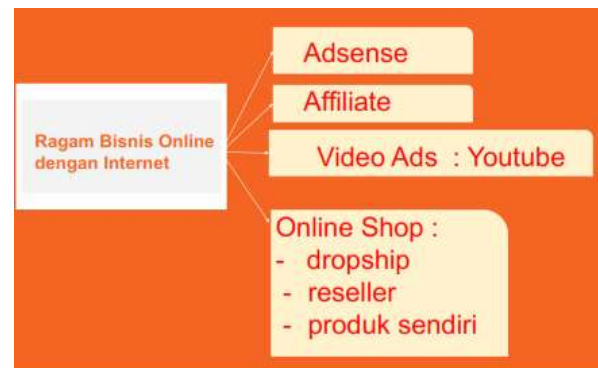 Ragam Bisnis Online
dengan Internet
Adsense
Affiliate
Video Ads : Youtube
Online Shop :
- dropship
- reseller
- produk sendiri